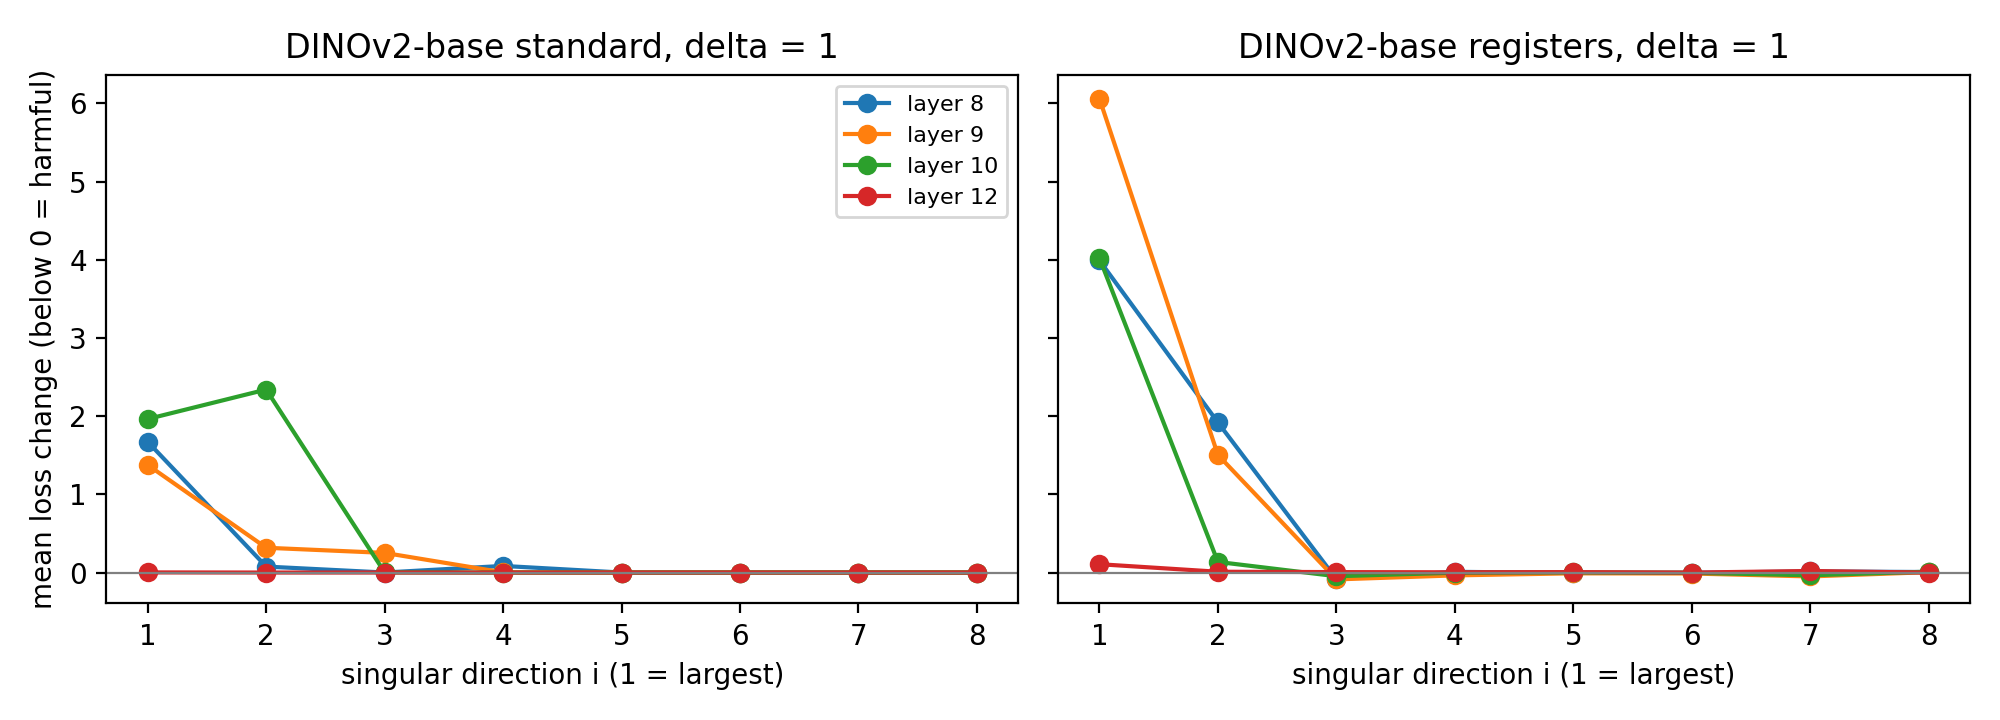 DINOv2-base standard, delta = 1
mean loss change (below 0 = harmful)
6
5
4
3
2
1
0
layer 8
layer 9
layer 10
layer 12
1 2 3 4 5 6 7 8
singular direction i (1 = largest)
DINOv2-base registers, delta = 1
1 2 3 4 5 6 7 8
singular direction i (1 = largest)